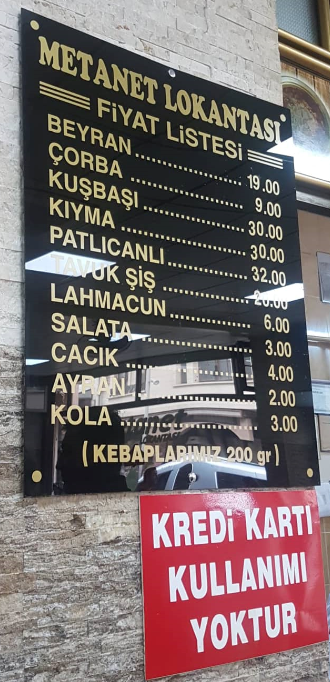 METANET LOKANTASI
FİYAT LİSTESİ
BEYRAN............... 19.00
ÇORBA................ 9.00
KUŞBAŞI.............. 30.00
KIYMA................ 30.00
PATLICANLI........... 32.00
TAVUK ŞİŞ............ 20.00
LAHMACUN............. 6.00
SALATA............... 3.00
CACIK................ 4.00
AYRAN................ 2.00
KOLA................. 3.00
( KEBAPLARIMIZ 200 gr )
KREDİ KARTI
KULLANIMI
YOKTUR